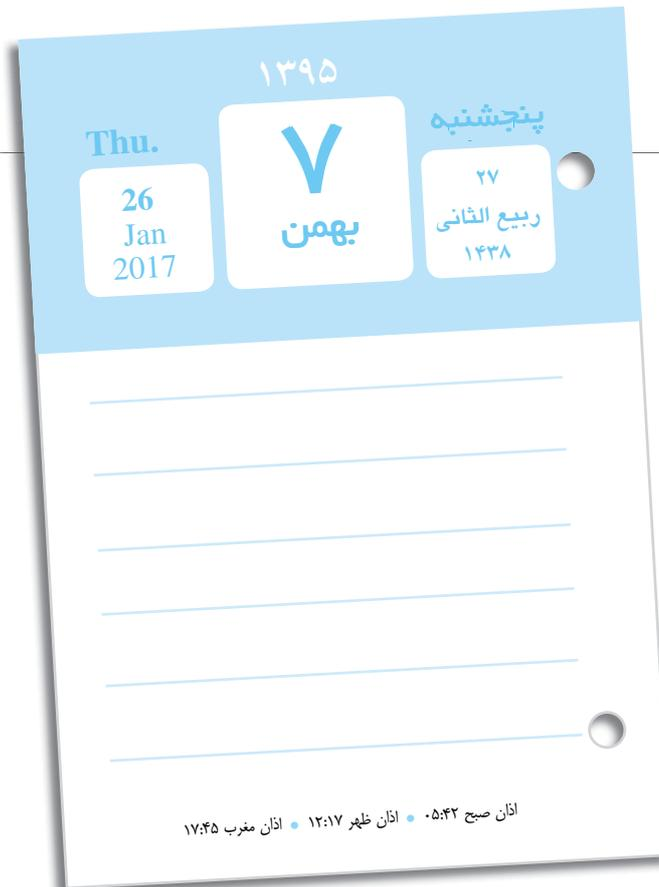 ۱۳۹۵
پنجشنبه
۲۷
ربیع الثانی
۱۴۳۸
۷
بهمن
Thu.
26
Jan
2017
اذان صبح ۰۵:۴۲ • اذان ظهر ۱۲:۱۷ • اذان مغرب ۱۷:۴۵